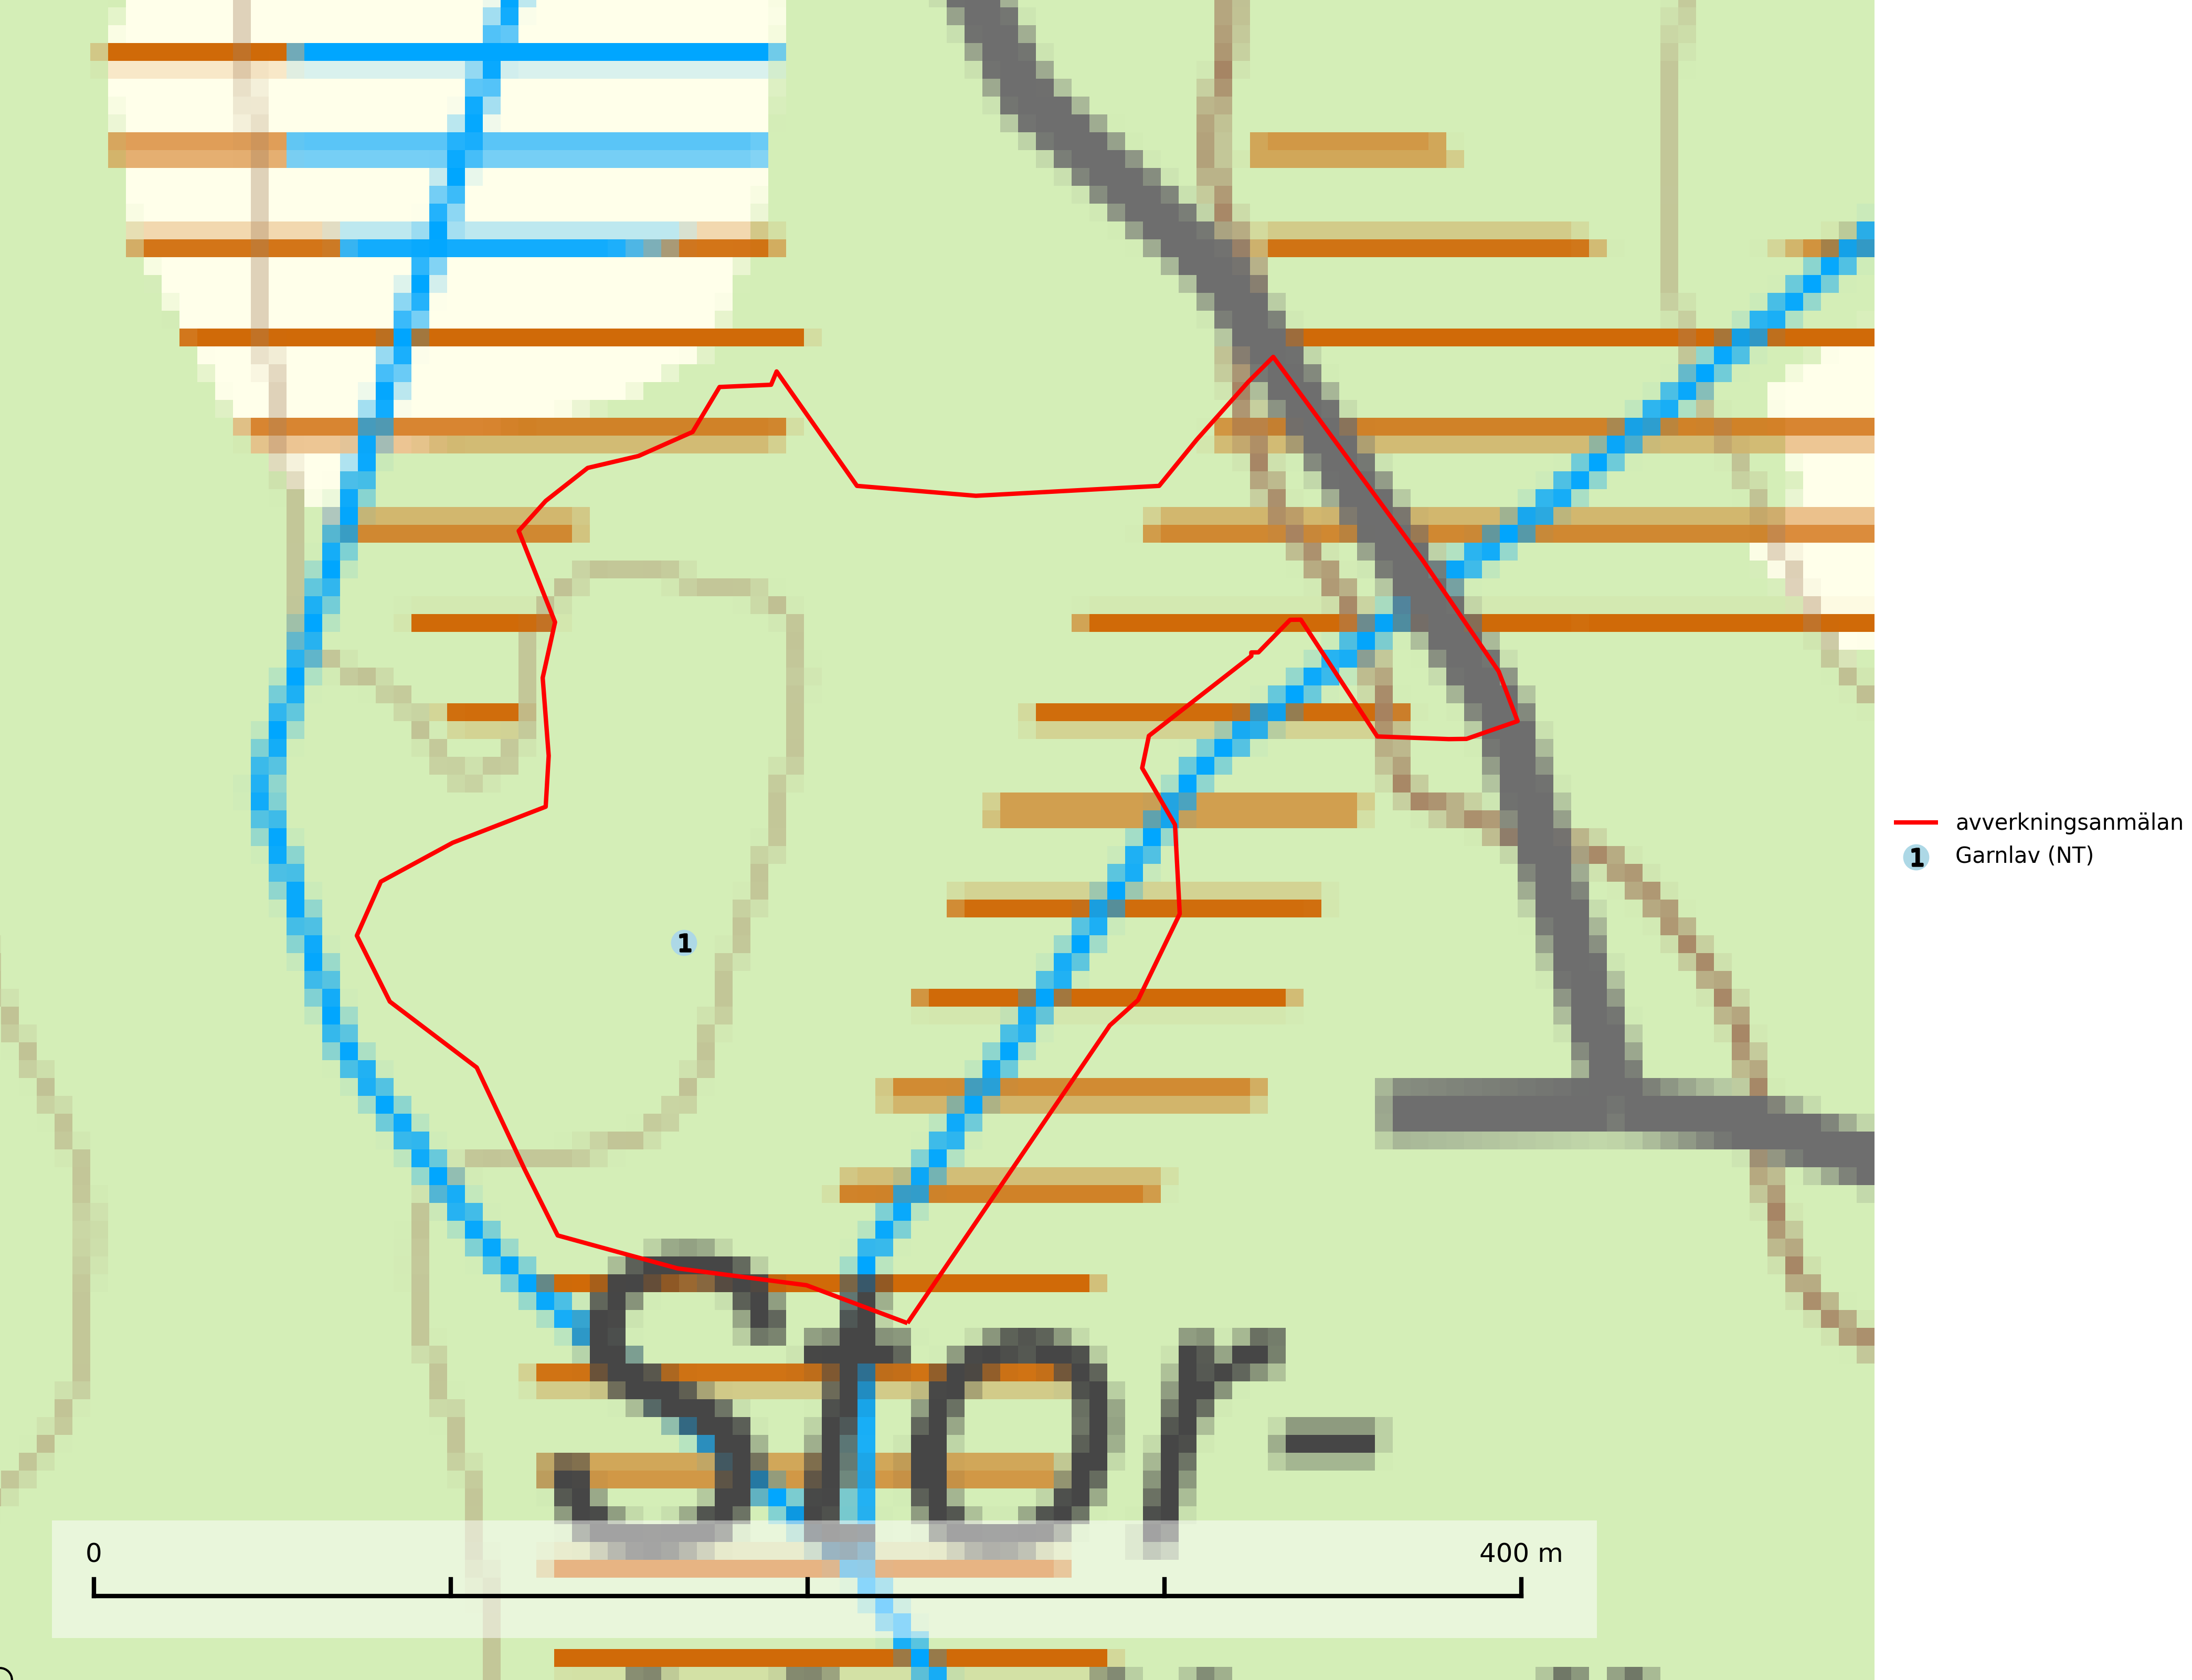 avverkningsanmälan
1 Garnlav (NT)
1
Stor-
0 400 m